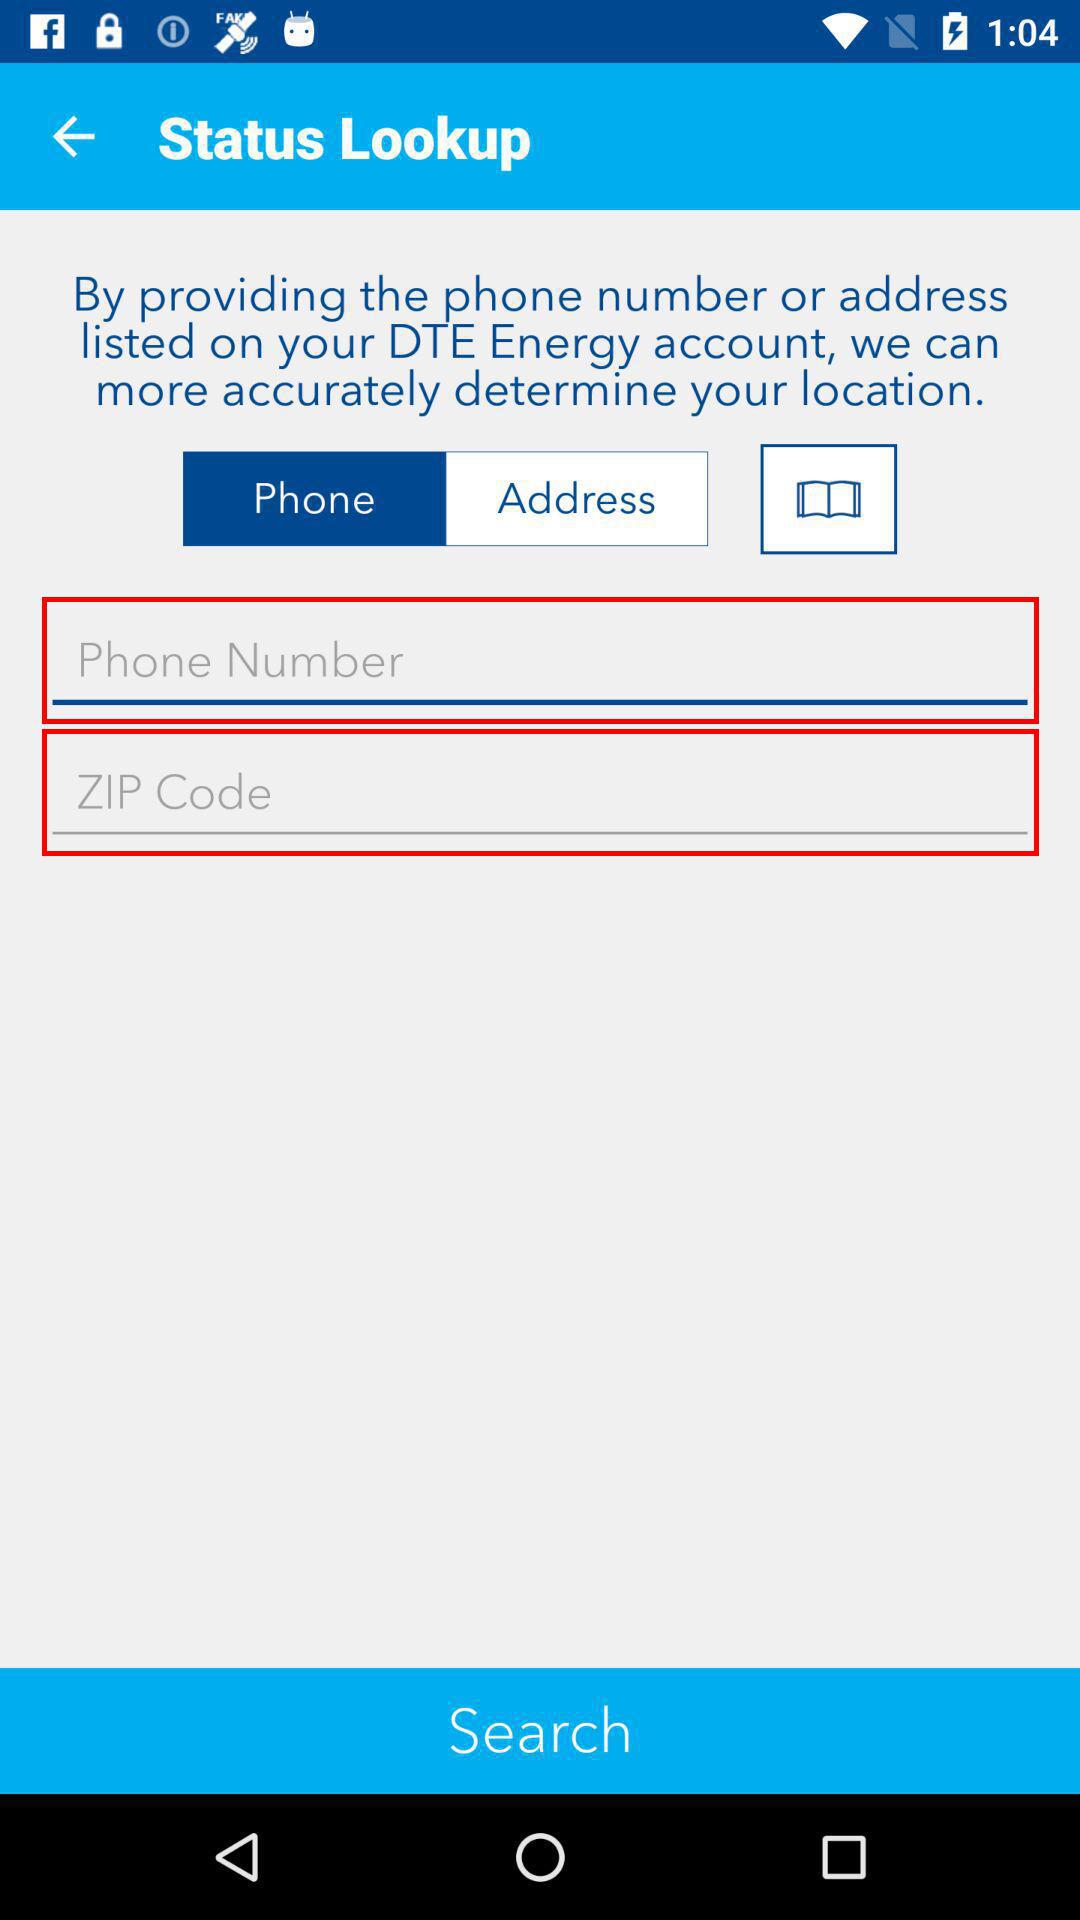 FAKE
1:04
Status Lookup
By providing the phone number or address
listed on your DTE Energy account, we can
more accurately determine your location.
Phone
Address
Phone Number
ZIP Code
Search